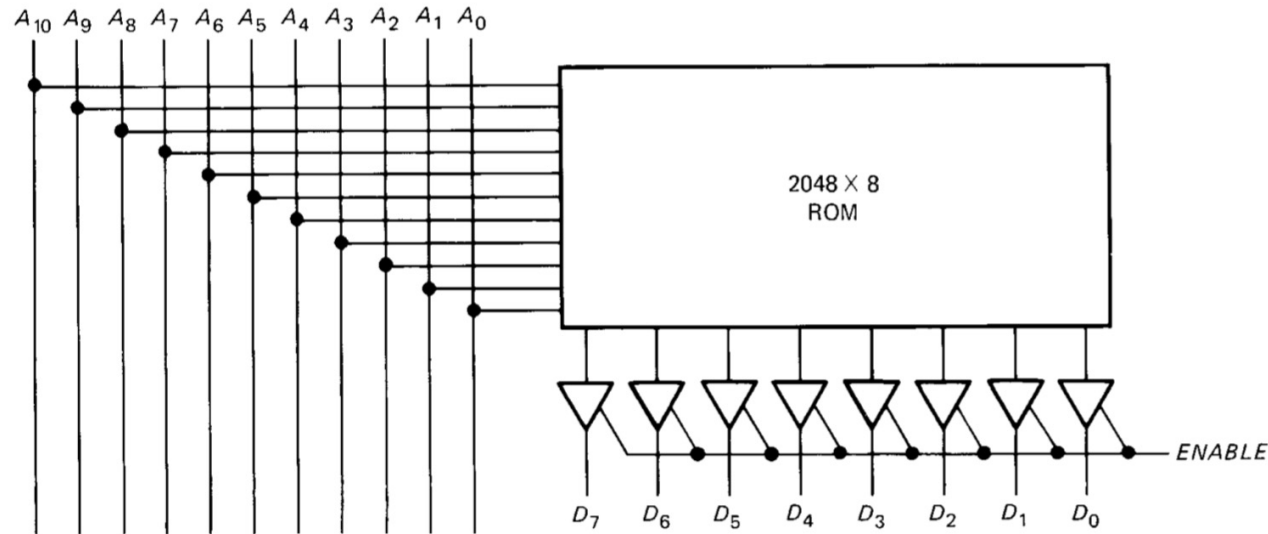 A10 A9 A8 A7 A6 A5 A4 A3 A2 A1 A0
2048 X 8
ROM
ENABLE
D7 D6 D5 D4 D3 D2 D1 D0